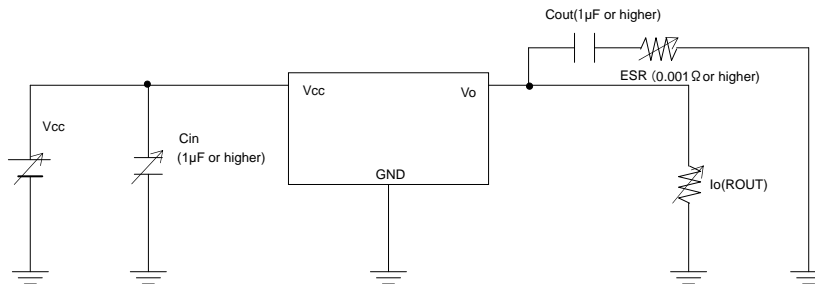 Cout(1µF or higher)
ESR (0.001Ω or higher)
Vcc
Vo
Vcc
Cin
(1µF or higher)
GND
Io(ROUT)